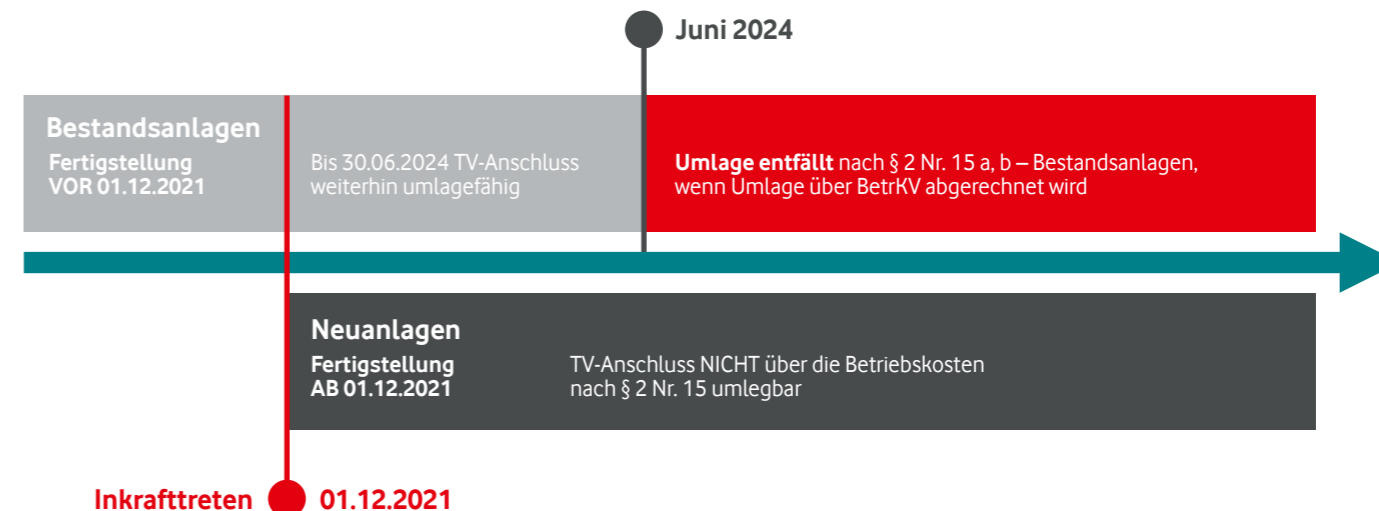 Juni 2024
Bestandsanlagen
Fertigstellung
VOR 01.12.2021
Bis 30.06.2024 TV-Anschluss
weiterhin umlagefähig
Umlage entfällt nach § 2 Nr. 15 a, b – Bestandsanlagen,
wenn Umlage über BetrKV abgerechnet wird
Neuanlagen
Fertigstellung
AB 01.12.2021
TV-Anschluss NICHT über die Betriebskosten
nach § 2 Nr. 15 umlegbar
Inkrafttreten 01.12.2021